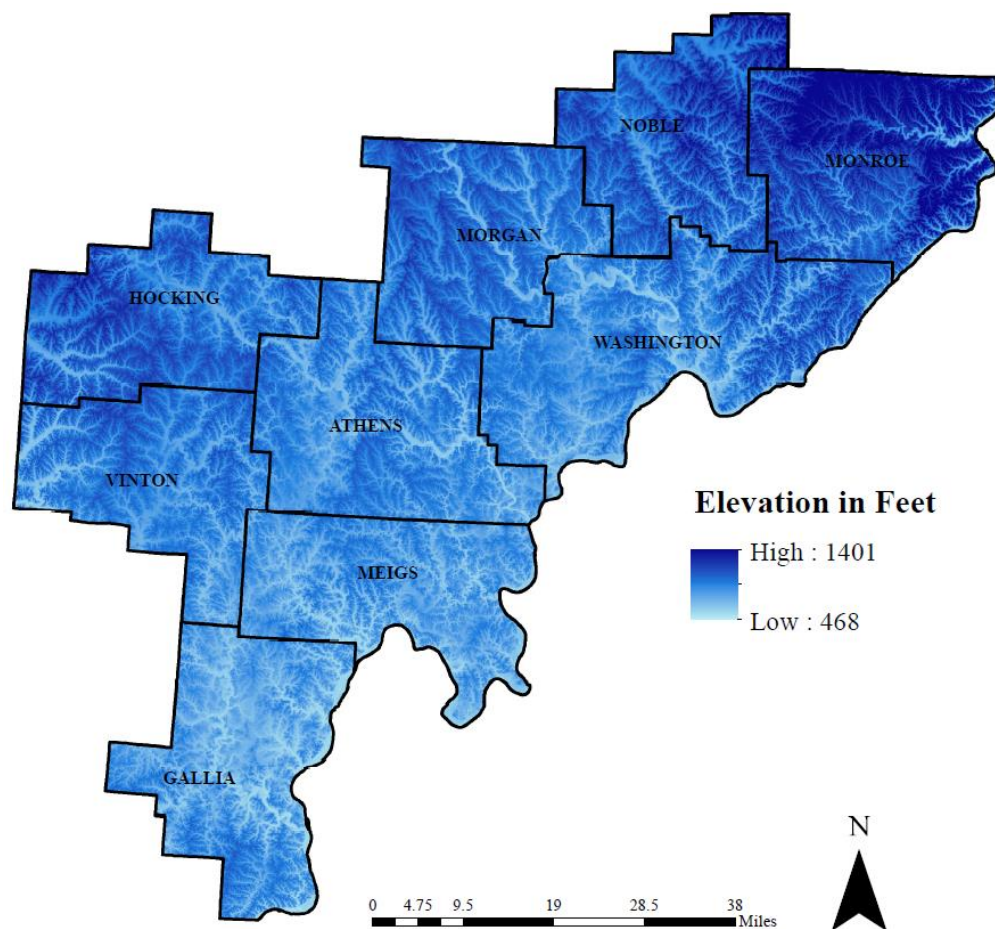 NOBLE
MONROE
MORGAN
HOCKING
WASHINGTON
ATHENS
VINTON
Elevation in Feet
High : 1401
Low : 468
MEIGS
GALLIA
N
0 4.75 9.5 19 28.5 38
Miles